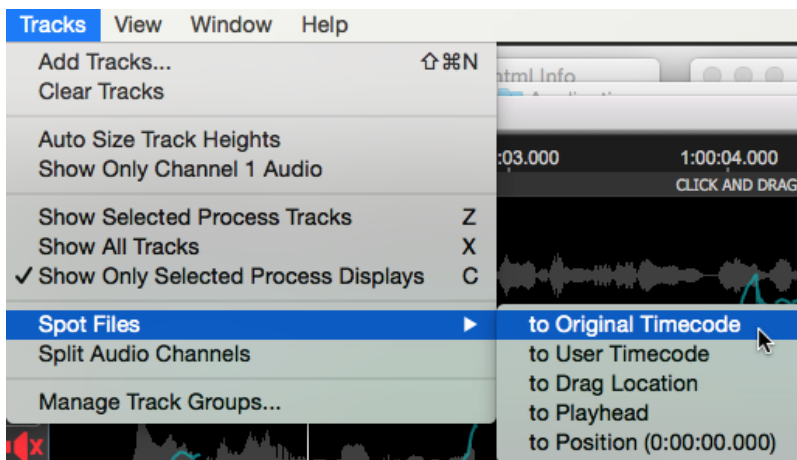 Tracks View Window Help
Add Tracks... ⇧⌘N
Clear Tracks
Auto Size Track Heights
Show Only Channel 1 Audio
Show Selected Process Tracks Z
Show All Tracks X
✓ Show Only Selected Process Displays C
Spot Files ▶
Split Audio Channels
Manage Track Groups...
html Info
:03.000 1:00:04.000
CLICK AND DRAG
to Original Timecode
to User Timecode
to Drag Location
to Playhead
to Position (0:00:00.000)